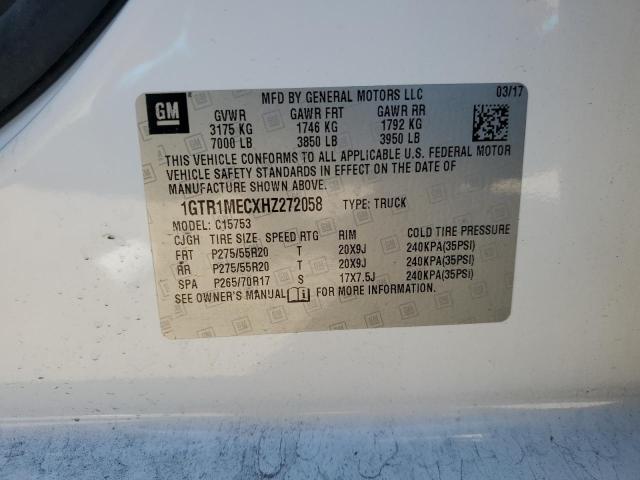 GM
MFD BY GENERAL MOTORS LLC 03/17
GVWR GAWR FRT GAWR RR
3175 KG 1746 KG 1792 KG
7000 LB 3850 LB 3950 LB
THIS VEHICLE CONFORMS TO ALL APPLICABLE U.S. FEDERAL MOTOR
VEHICLE SAFETY STANDARDS IN EFFECT ON THE DATE OF
MANUFACTURE SHOWN ABOVE.
1GTR1MECXHZ272058 TYPE: TRUCK
MODEL: C15753
CJGH TIRE SIZE SPEED RTG RIM COLD TIRE PRESSURE
FRT P275/55R20 T 20X9J 240KPA(35PSI)
RR P275/55R20 T 20X9J 240KPA(35PSI)
SPA P265/70R17 S 17X7.5J 240KPA(35PSI)
SEE OWNER'S MANUAL FOR MORE INFORMATION.